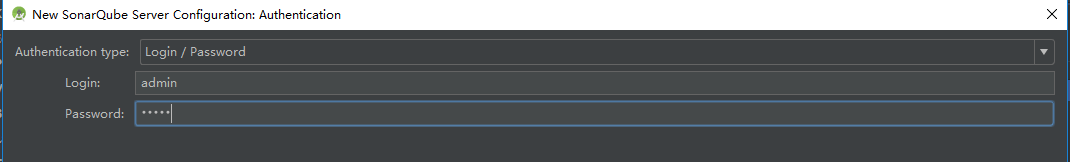 New SonarQube Server Configuration: Authentication
Authentication type: Login / Password
Login: admin
Password: •••••